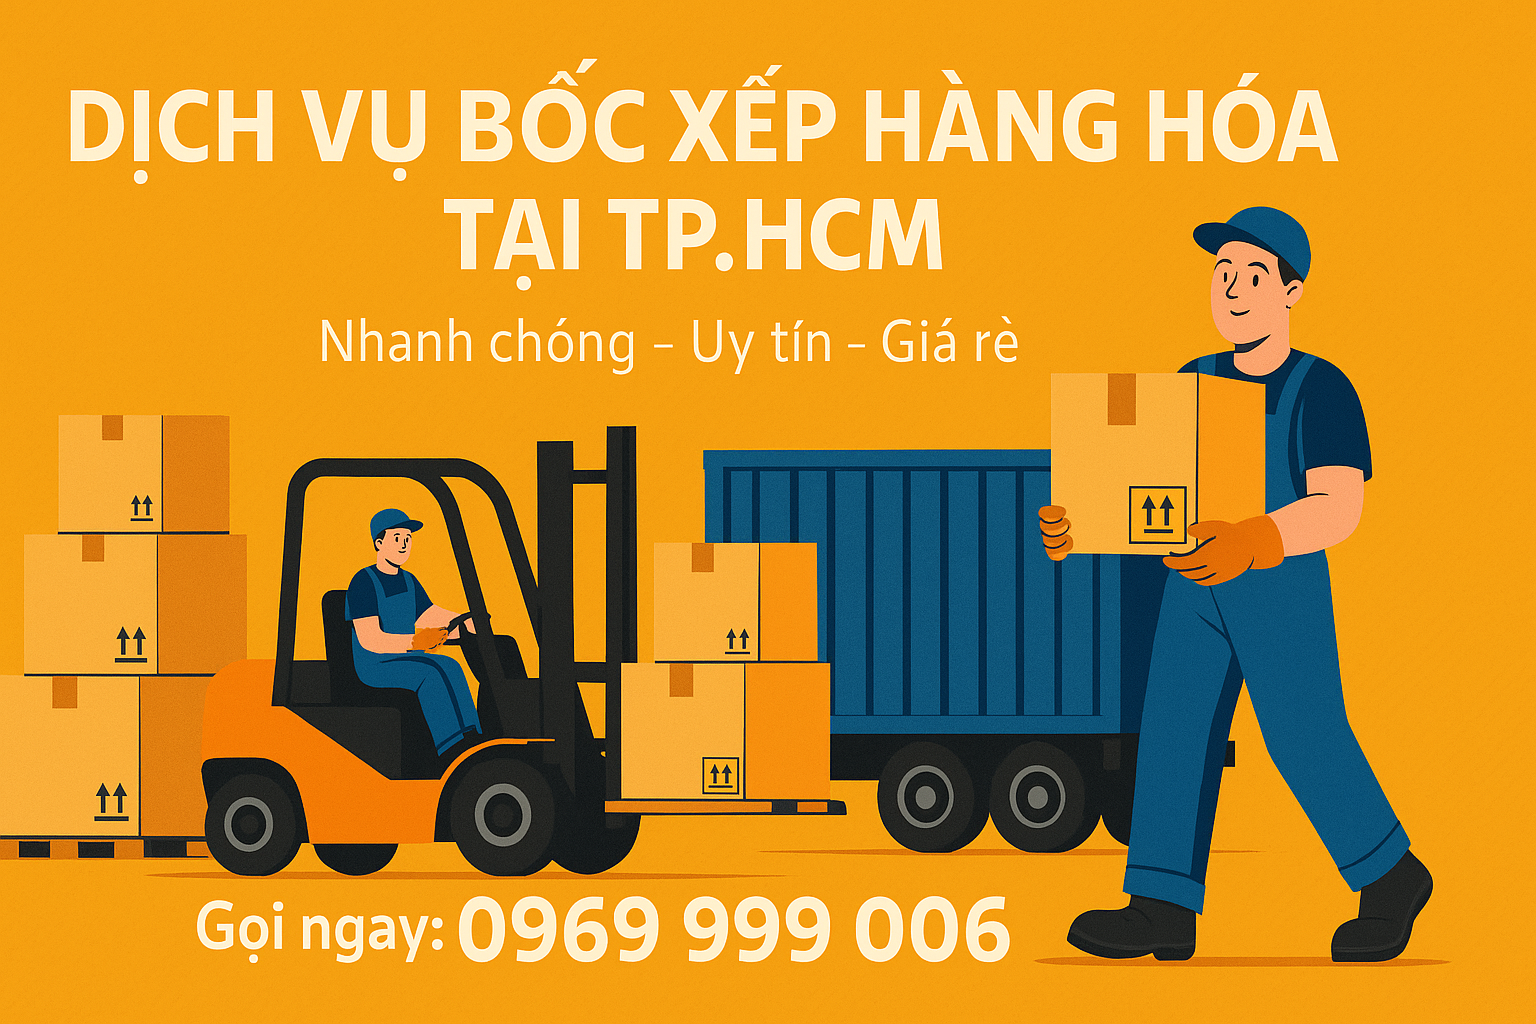 DỊCH VỤ BỐC XẾP HÀNG HÓA
TẠI TP.HCM
Nhanh chóng – Uy tín – Giá rè
Gọi ngay: 0969 999 006